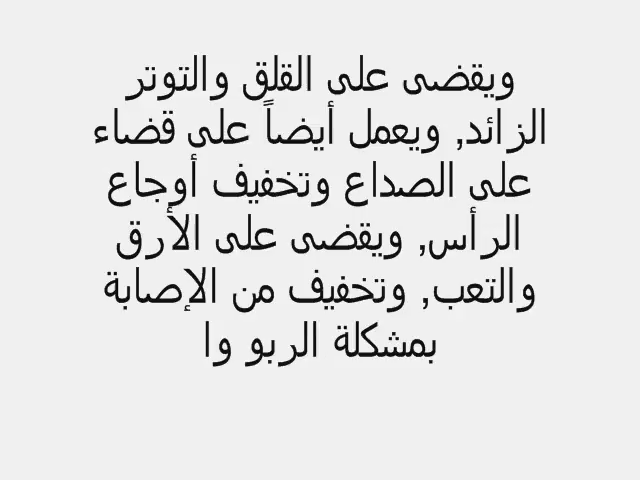 ويقضى على القلق والتوتر
الزائد, ويعمل أيضاً على قضاء
على الصداع وتخفيف أوجاع
الرأس, ويقضى على الأرق
والتعب, وتخفيف من الإصابة
بمشكلة الربو وا